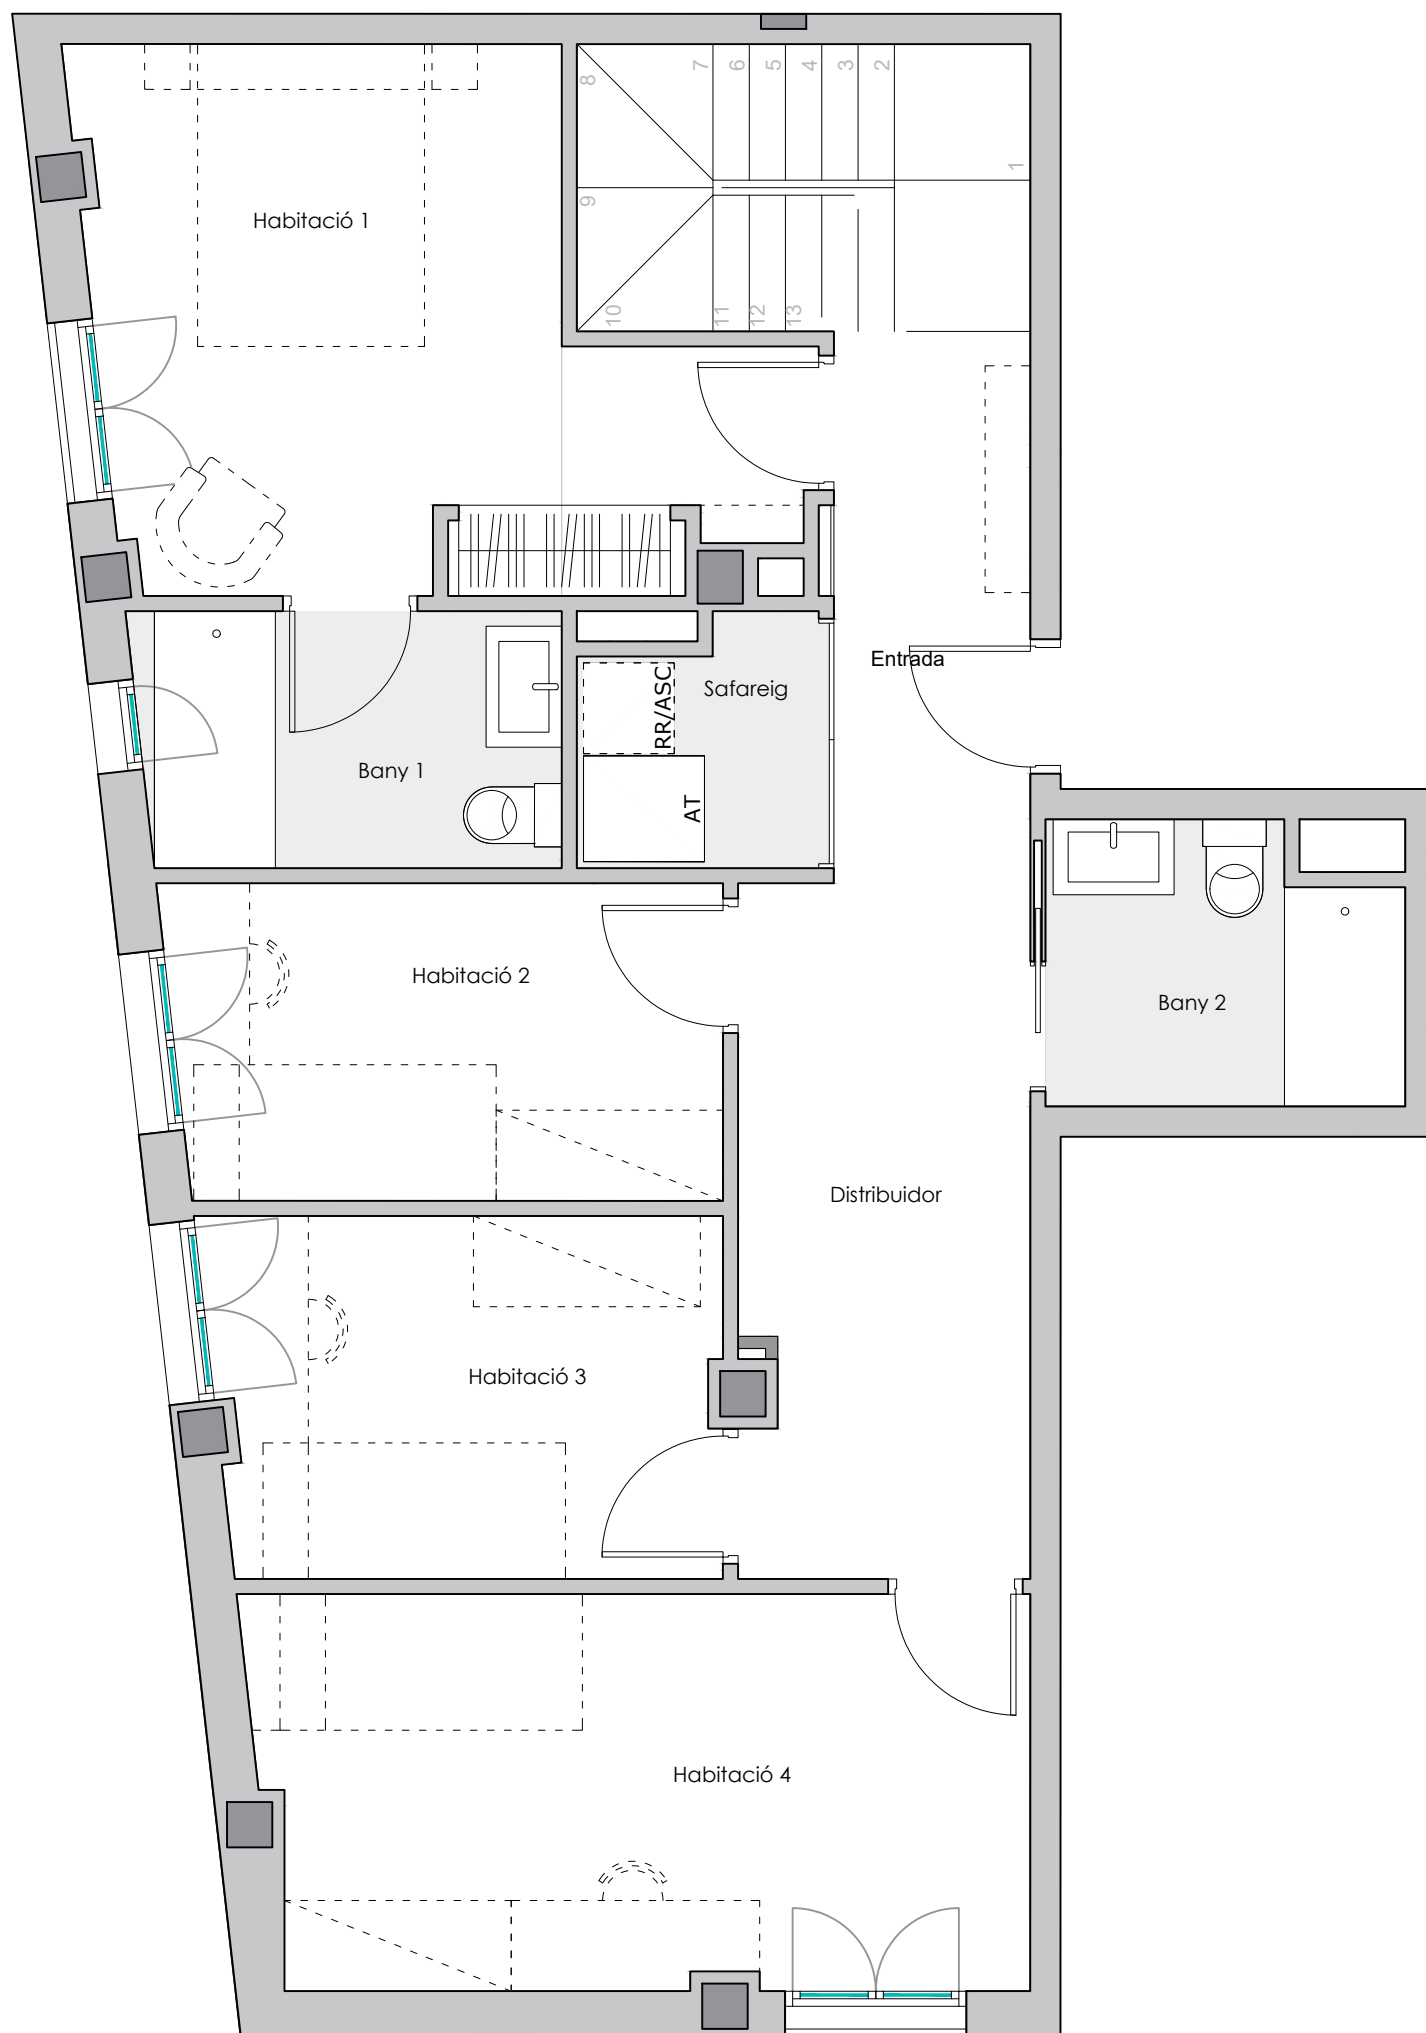 8
7
6
5
4
3
2
1
9
10
11
12
13
Habitació 1
Entrada
Safareig
RR/ASC
Bany 1
AT
Habitació 2
Bany 2
Distribuidor
Habitació 3
Habitació 4